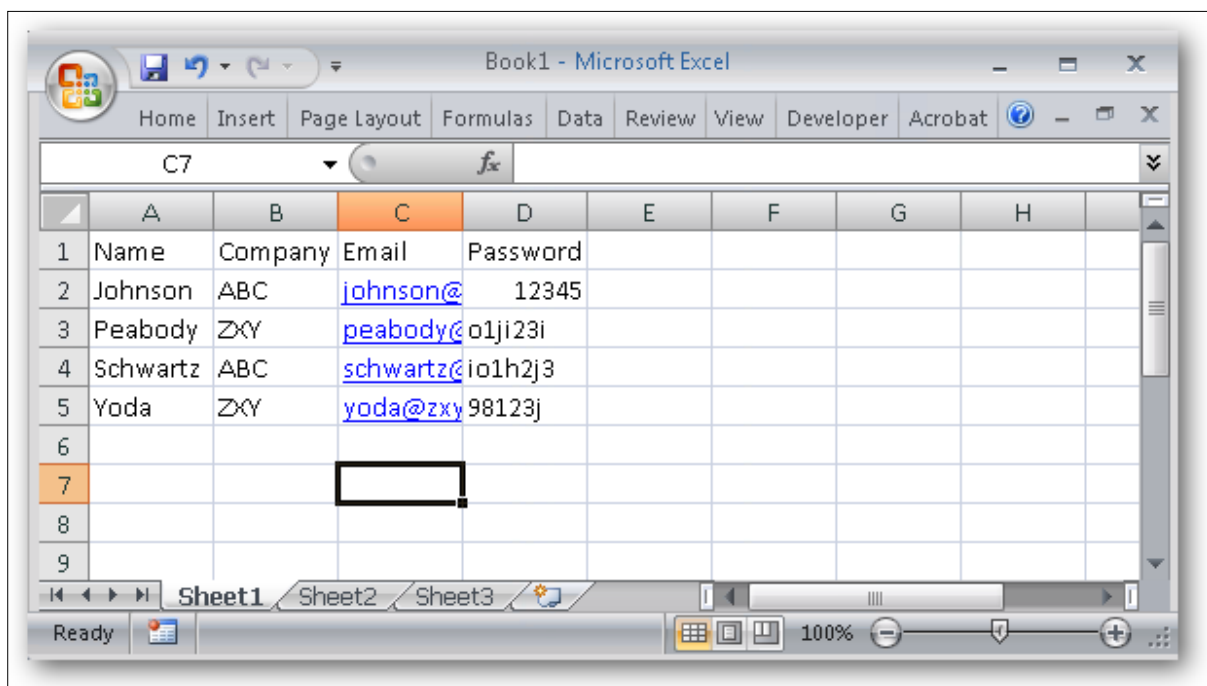 Book1 - Microsoft Excel
Home Insert Page Layout Formulas Data Review View Developer Acrobat
C7 fx
A B C D E F G H
1 Name Company Email Password
2 Johnson ABC johnson@ 12345
3 Peabody ZXY peabody@ o1ji23i
4 Schwartz ABC schwartz@ io1h2j3
5 Yoda ZXY yoda@zxy 98123j
6
7
8
9
Sheet1 Sheet2 Sheet3
Ready 100%